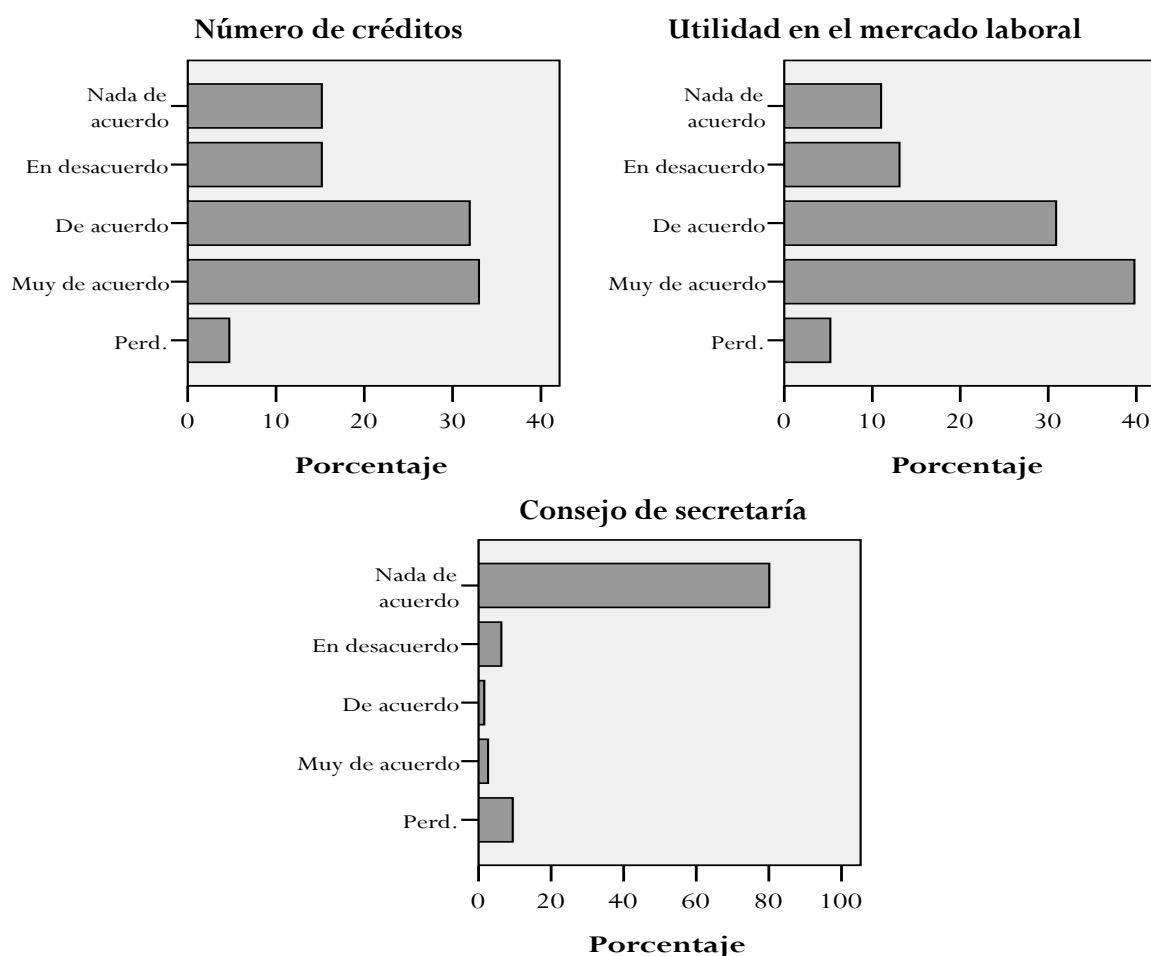 Número de créditos
Nada de
acuerdo
En desacuerdo
De acuerdo
Muy de acuerdo
Perd.
0 10 20 30 40
Porcentaje
Utilidad en el mercado laboral
Nada de
acuerdo
En desacuerdo
De acuerdo
Muy de acuerdo
Perd.
0 10 20 30 40
Porcentaje
Consejo de secretaría
Nada de
acuerdo
En desacuerdo
De acuerdo
Muy de acuerdo
Perd.
0 20 40 60 80 100
Porcentaje